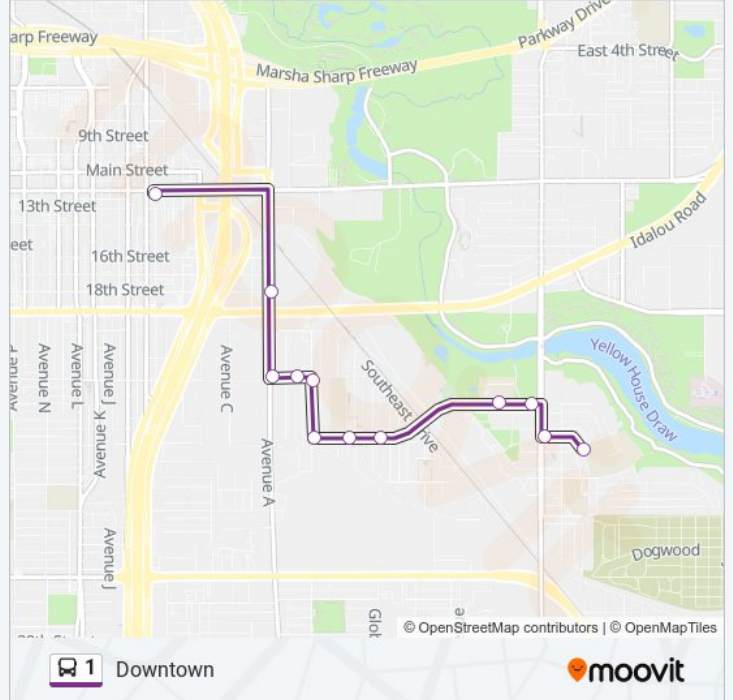 arp Freeway
Parkway Drive
East 4th Street
Marsha Sharp Freeway
9th Street
Main Street
13th Street
Idalou Road
eet
16th Street
18th Street
Avenue N
Avenue L
Avenue J
Avenue K
Avenue C
Avenue A
Southeast Drive
Yellow House Draw
Avenue J
Dogwood
Glob
e
© OpenStreetMap contributors | © OpenMapTiles
1 Downtown
moovit